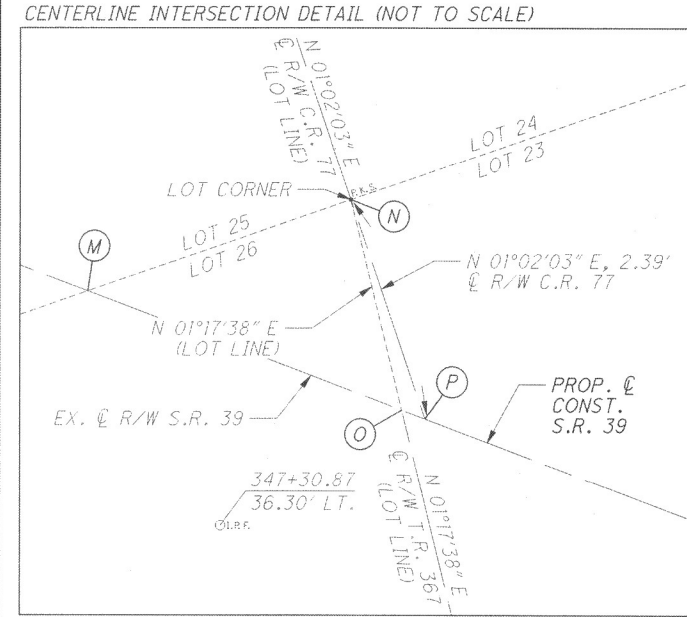 CENTERLINE INTERSECTION DETAIL (NOT TO SCALE)
N 01°02'03" E
℄ R/W C.R. 77
(LOT LINE)
LOT 24
LOT 23
LOT CORNER
P.K.S.
N
LOT 25
LOT 26
M
N 01°02'03" E, 2.39'
℄ R/W C.R. 77
N 01°17'38" E
(LOT LINE)
P
PROP. ℄
CONST.
S.R. 39
EX. ℄ R/W S.R. 39
O
347+30.87
36.30' LT.
I.P.F.
N 01°17'38" E
℄ R/W T.R. 367
(LOT LINE)